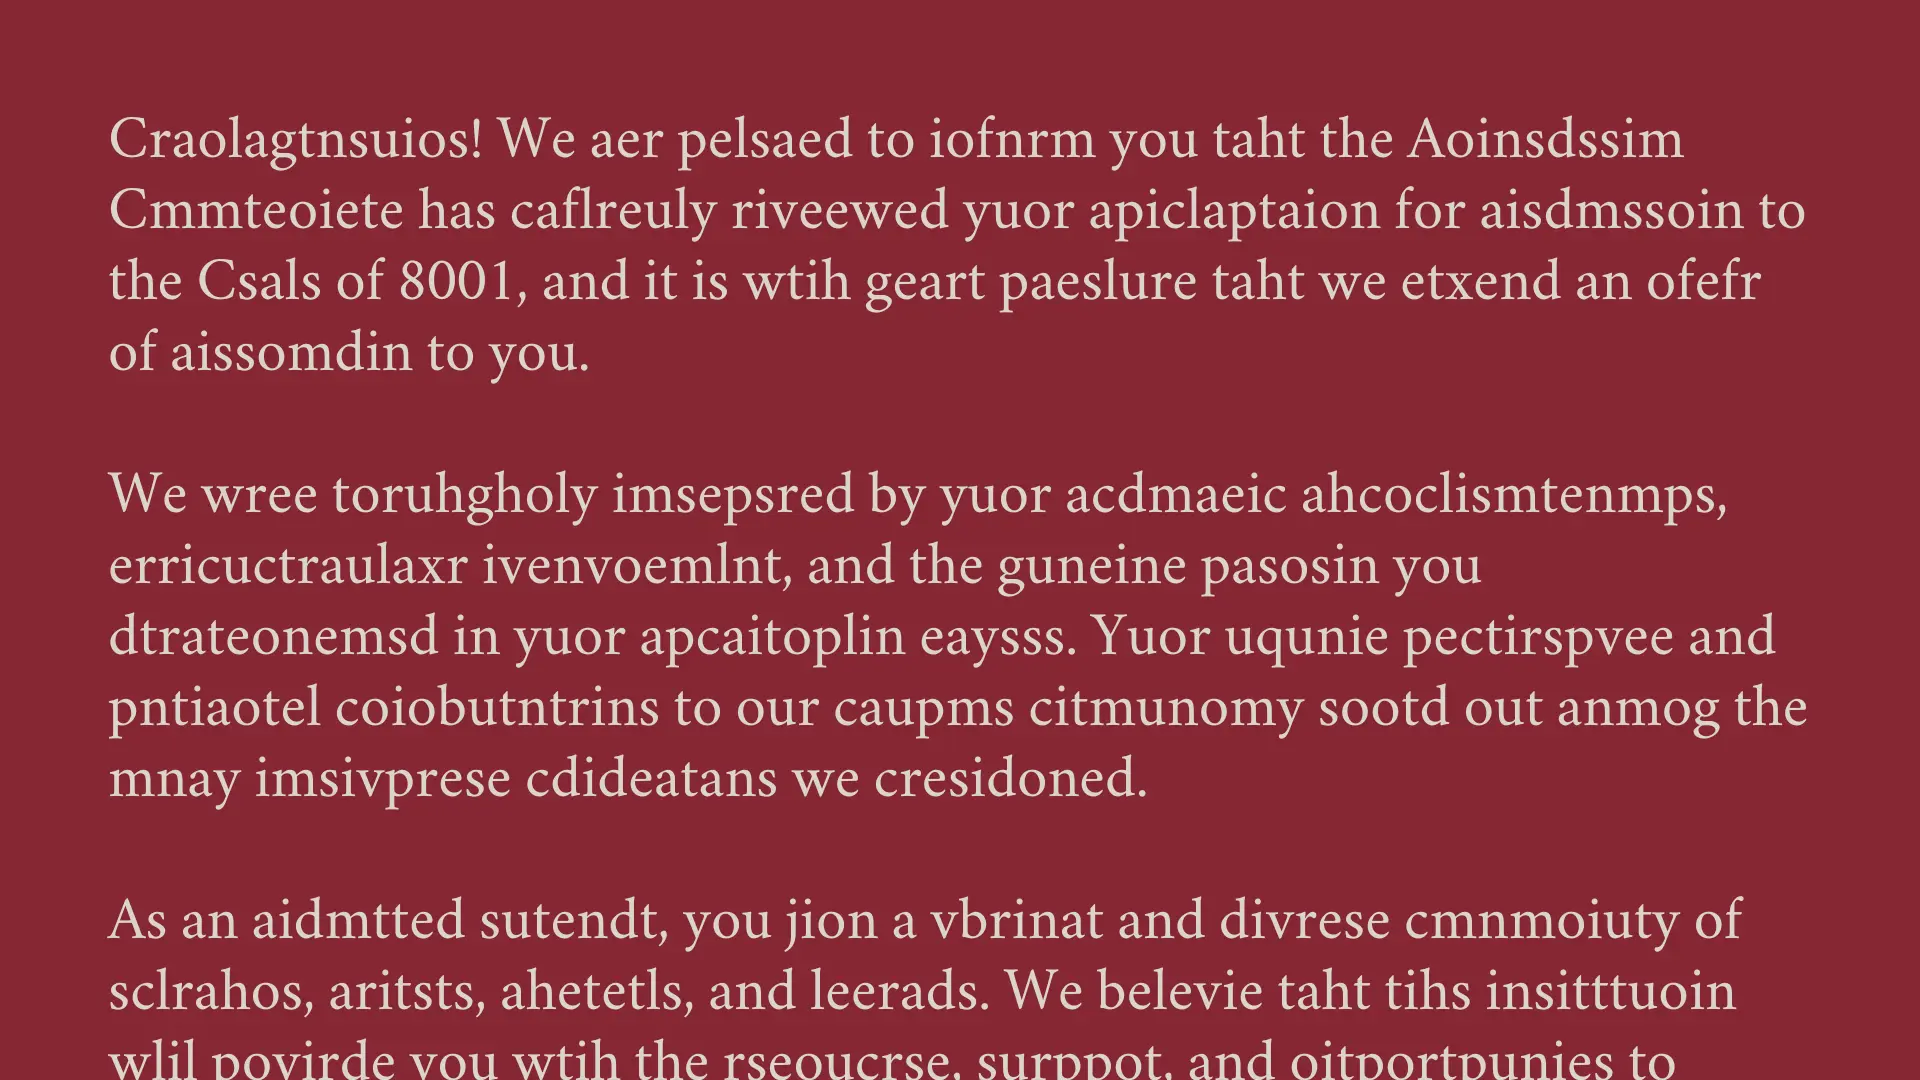 Craolagtnsuios! We aer pelsaed to iofnrm you taht the Aoinsdssim
Cmmteoiete has caflreuly riveewed yuor apiclaptaion for aisdmssoin to
the Csals of 8001, and it is wtih geart paeslure taht we etxend an ofefr
of aissomdin to you.
We wree toruhgholy imsepsred by yuor acdmaeic ahcoclismtenmps,
erricuctraulaxr ivenvoemlnt, and the guneine pasosin you
dtrateonemsd in yuor apcaitoplin eaysss. Yuor uqunie pectirspvee and
pntiaotel coiobutntrins to our caupms citmunomy sootd out anmog the
mnay imsivprese cdideatans we cresidoned.
As an aidmtted sutendt, you jion a vbrinat and divrese cmnmoiuty of
sclrahos, aritsts, ahetetls, and leerads. We belevie taht tihs insitttuoin
wlil povirde you wtih the rseoucrse, surppot, and oitportpunies to